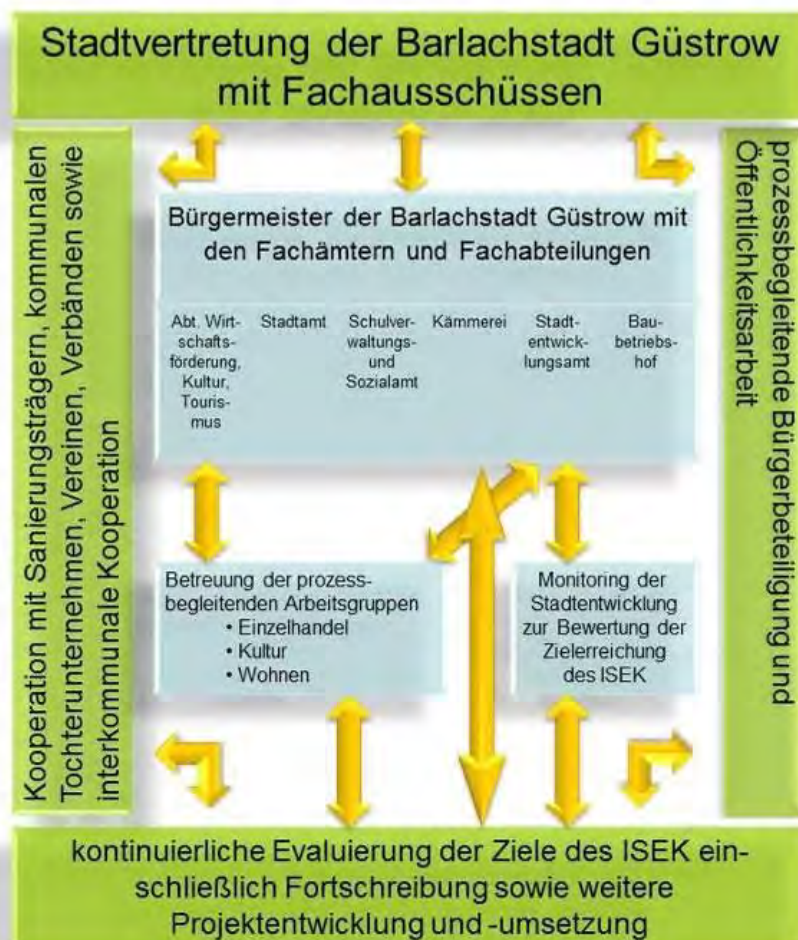 Stadtvertretung der Barlachstadt Güstrow
mit Fachausschüssen
Kooperation mit Sanierungsträgern, kommunalen
Tochterunternehmen, Vereinen, Verbänden sowie
interkommunale Kooperation
Bürgermeister der Barlachstadt Güstrow mit
den Fachämtern und Fachabteilungen
Abt. Wirt-
schafts-
förderung,
Kultur,
Touris-
mus
Stadtamt
Schulver-
waltungs-
und
Sozialamt
Kämmerei
Stadt-
entwick-
lungsamt
Bau-
betriebs-
hof
prozessbegleitende Bürgerbeteiligung und
Öffentlichkeitsarbeit
Betreuung der prozess-
begleitenden Arbeitsgruppen
• Einzelhandel
• Kultur
• Wohnen
Monitoring der
Stadtentwicklung
zur Bewertung der
Zielerreichung
des ISEK
kontinuierliche Evaluierung der Ziele des ISEK ein-
schließlich Fortschreibung sowie weitere
Projektentwicklung und -umsetzung